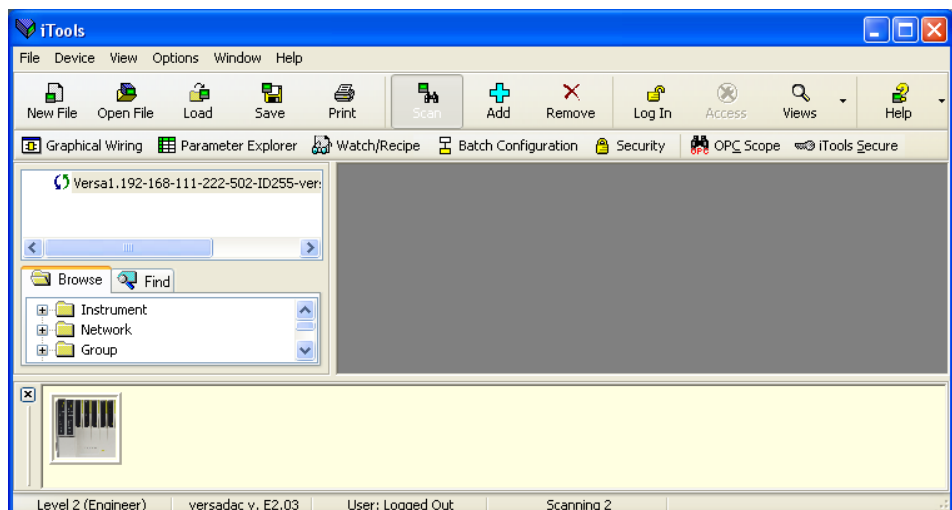 iTools
File Device View Options Window Help
New File Open File Load Save Print Scan Add Remove Log In Access Views Help
Graphical Wiring Parameter Explorer Watch/Recipe Batch Configuration Security OPC OPC Scope iTools Secure
Versa1.192-168-111-222-502-ID255-ver:
Browse Find
Instrument
Network
Group
Level 2 (Engineer) versadac v. E2.03 User: Logged Out Scanning 2